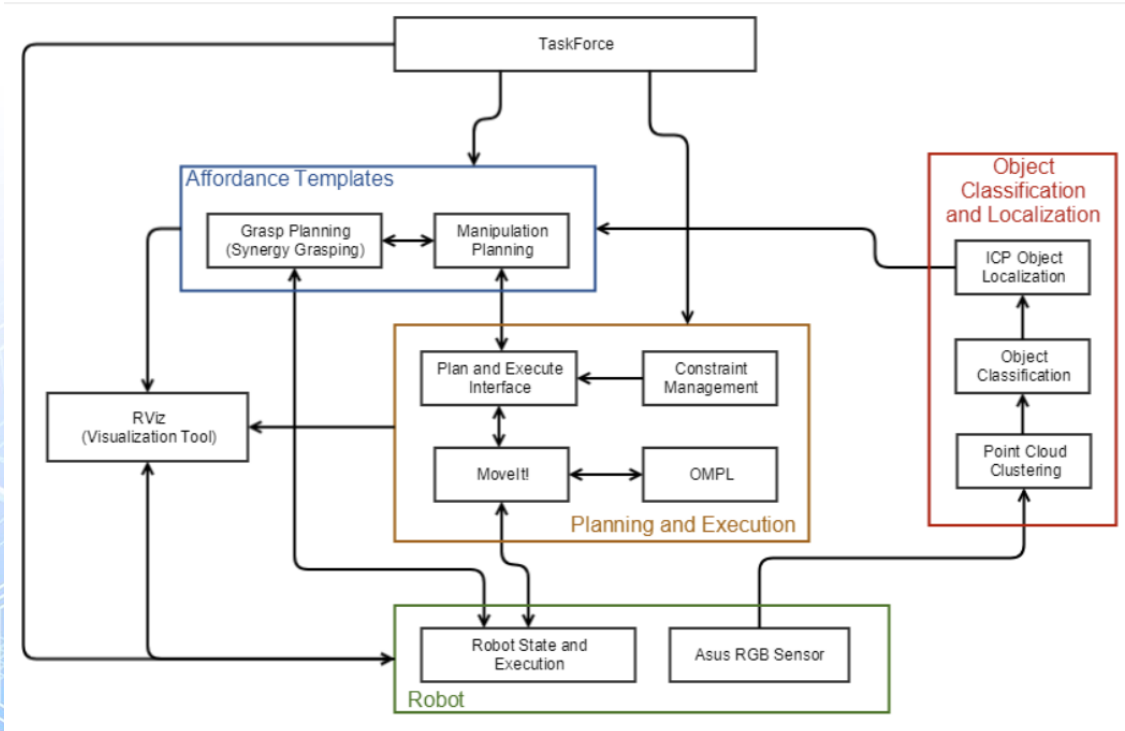 TaskForce
Affordance Templates
Grasp Planning
(Synergy Grasping)
Manipulation
Planning
Object
Classification
and Localization
ICP Object
Localization
Object
Classification
Point Cloud
Clustering
Plan and Execute
Interface
Constraint
Management
RViz
(Visualization Tool)
MoveIt!
OMPL
Planning and Execution
Robot State and
Execution
Asus RGB Sensor
Robot